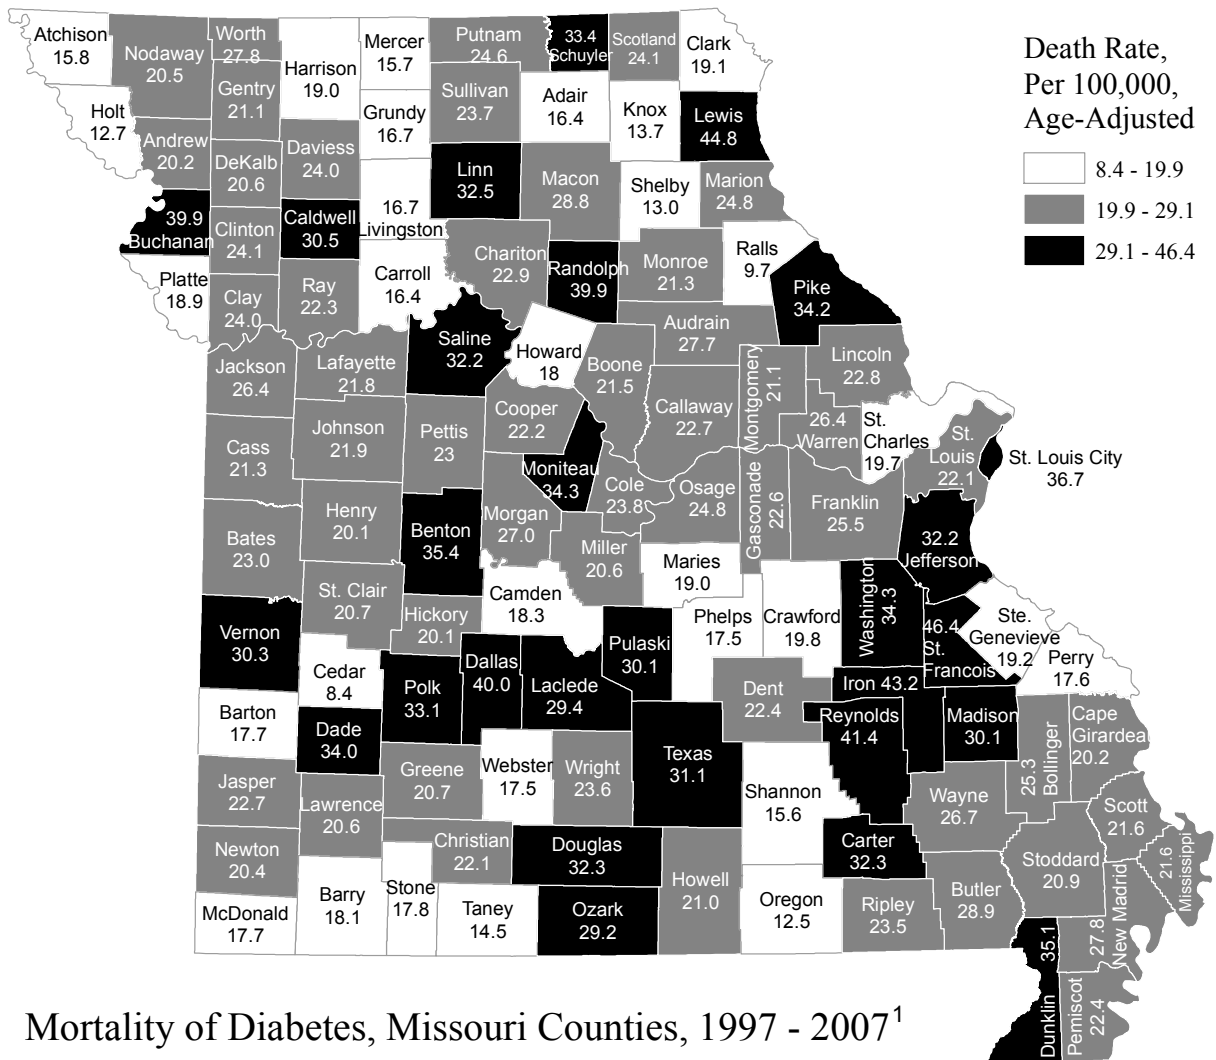 Death Rate,
Per 100,000,
Age-Adjusted
8.4 - 19.9
19.9 - 29.1
29.1 - 46.4
Atchison
15.8
Nodaway
20.5
Worth
27.8
Harrison
19.0
Mercer
15.7
Putnam
24.6
33.4
Schuyler
Scotland
24.1
Clark
19.1
Holt
12.7
Gentry
21.1
Grundy
16.7
Sullivan
23.7
Adair
16.4
Knox
13.7
Lewis
44.8
Andrew
20.2
DeKalb
20.6
Daviess
24.0
Linn
32.5
Macon
28.8
Shelby
13.0
Marion
24.8
39.9
Buchanan
Clinton
24.1
Caldwell
30.5
16.7
Livingston
Chariton
22.9
Randolph
39.9
Monroe
21.3
Ralls
9.7
Pike
34.2
Platte
18.9
Clay
24.0
Ray
22.3
Carroll
16.4
Saline
32.2
Howard
18
Boone
21.5
Audrain
27.7
Lincoln
22.8
Jackson
26.4
Lafayette
21.8
Cooper
22.2
Callaway
22.7
Montgomery
21.1
26.4
Warren
St.
Charles
19.7
St.
Louis
22.1
St. Louis City
36.7
Cass
21.3
Johnson
21.9
Pettis
23
Moniteau
34.3
Cole
23.8
Osage
24.8
Gasconade
22.6
Franklin
25.5
32.2
Jefferson
Bates
23.0
Henry
20.1
Benton
35.4
Morgan
27.0
Miller
20.6
Maries
19.0
St. Clair
20.7
Hickory
20.1
Camden
18.3
Pulaski
30.1
Phelps
17.5
Crawford
19.8
Washington
34.3
46.4
St.
Francois
Ste.
Genevieve
19.2
Perry
17.6
Vernon
30.3
Cedar
8.4
Polk
33.1
Dallas
40.0
Laclede
29.4
Dent
22.4
Iron 43.2
Reynolds
41.4
Madison
30.1
25.3
Bollinger
Cape
Girardea
20.2
Barton
17.7
Dade
34.0
Greene
20.7
Webster
17.5
Wright
23.6
Texas
31.1
Shannon
15.6
Wayne
26.7
Scott
21.6
Jasper
22.7
Lawrence
20.6
Christian
22.1
Douglas
32.3
Howell
21.0
Carter
32.3
Stoddard
20.9
21.6
Mississippi
Newton
20.4
Barry
18.1
Stone
17.8
Taney
14.5
Ozark
29.2
Oregon
12.5
Ripley
23.5
Butler
28.9
27.8
New Madrid
McDonald
17.7
Dunklin
35.1
Pemiscot
22.4
Mortality of Diabetes, Missouri Counties, 1997 - 2007¹